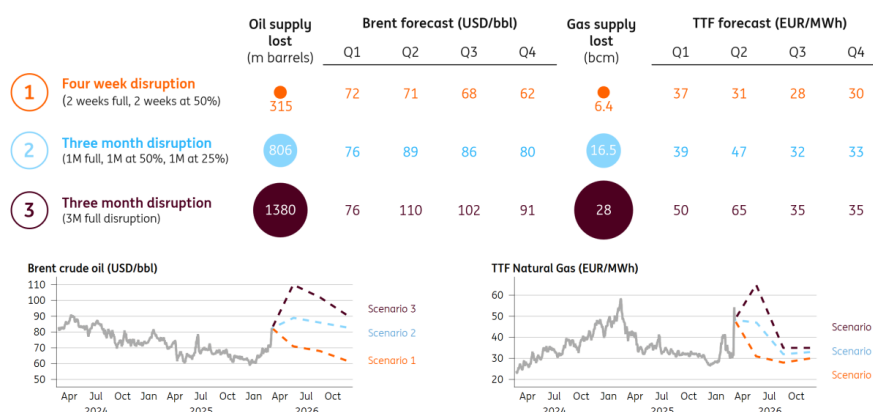 Oil supply lost (m barrels)
Brent forecast (USD/bbl)
Gas supply lost (bcm)
TTF forecast (EUR/MWh)
Q1 Q2 Q3 Q4
Q1 Q2 Q3 Q4
1 Four week disruption
(2 weeks full, 2 weeks at 50%)
315 72 71 68 62 6.4 37 31 28 30
2 Three month disruption
(1M full, 1M at 50%, 1M at 25%)
806 76 89 86 80 16.5 39 47 32 33
3 Three month disruption
(3M full disruption)
1380 76 110 102 91 28 50 65 35 35
Brent crude oil (USD/bbl)
110
100
90
80
70
60
50
Scenario 3
Scenario 2
Scenario 1
Apr Jul Oct Jan Apr Jul Oct Jan Apr Jul Oct
2024 2025 2026
TTF Natural Gas (EUR/MWh)
60
50
40
30
20
Scenario
Scenario
Scenario
Apr Jul Oct Jan Apr Jul Oct Jan Apr Jul Oct
2024 2025 2026